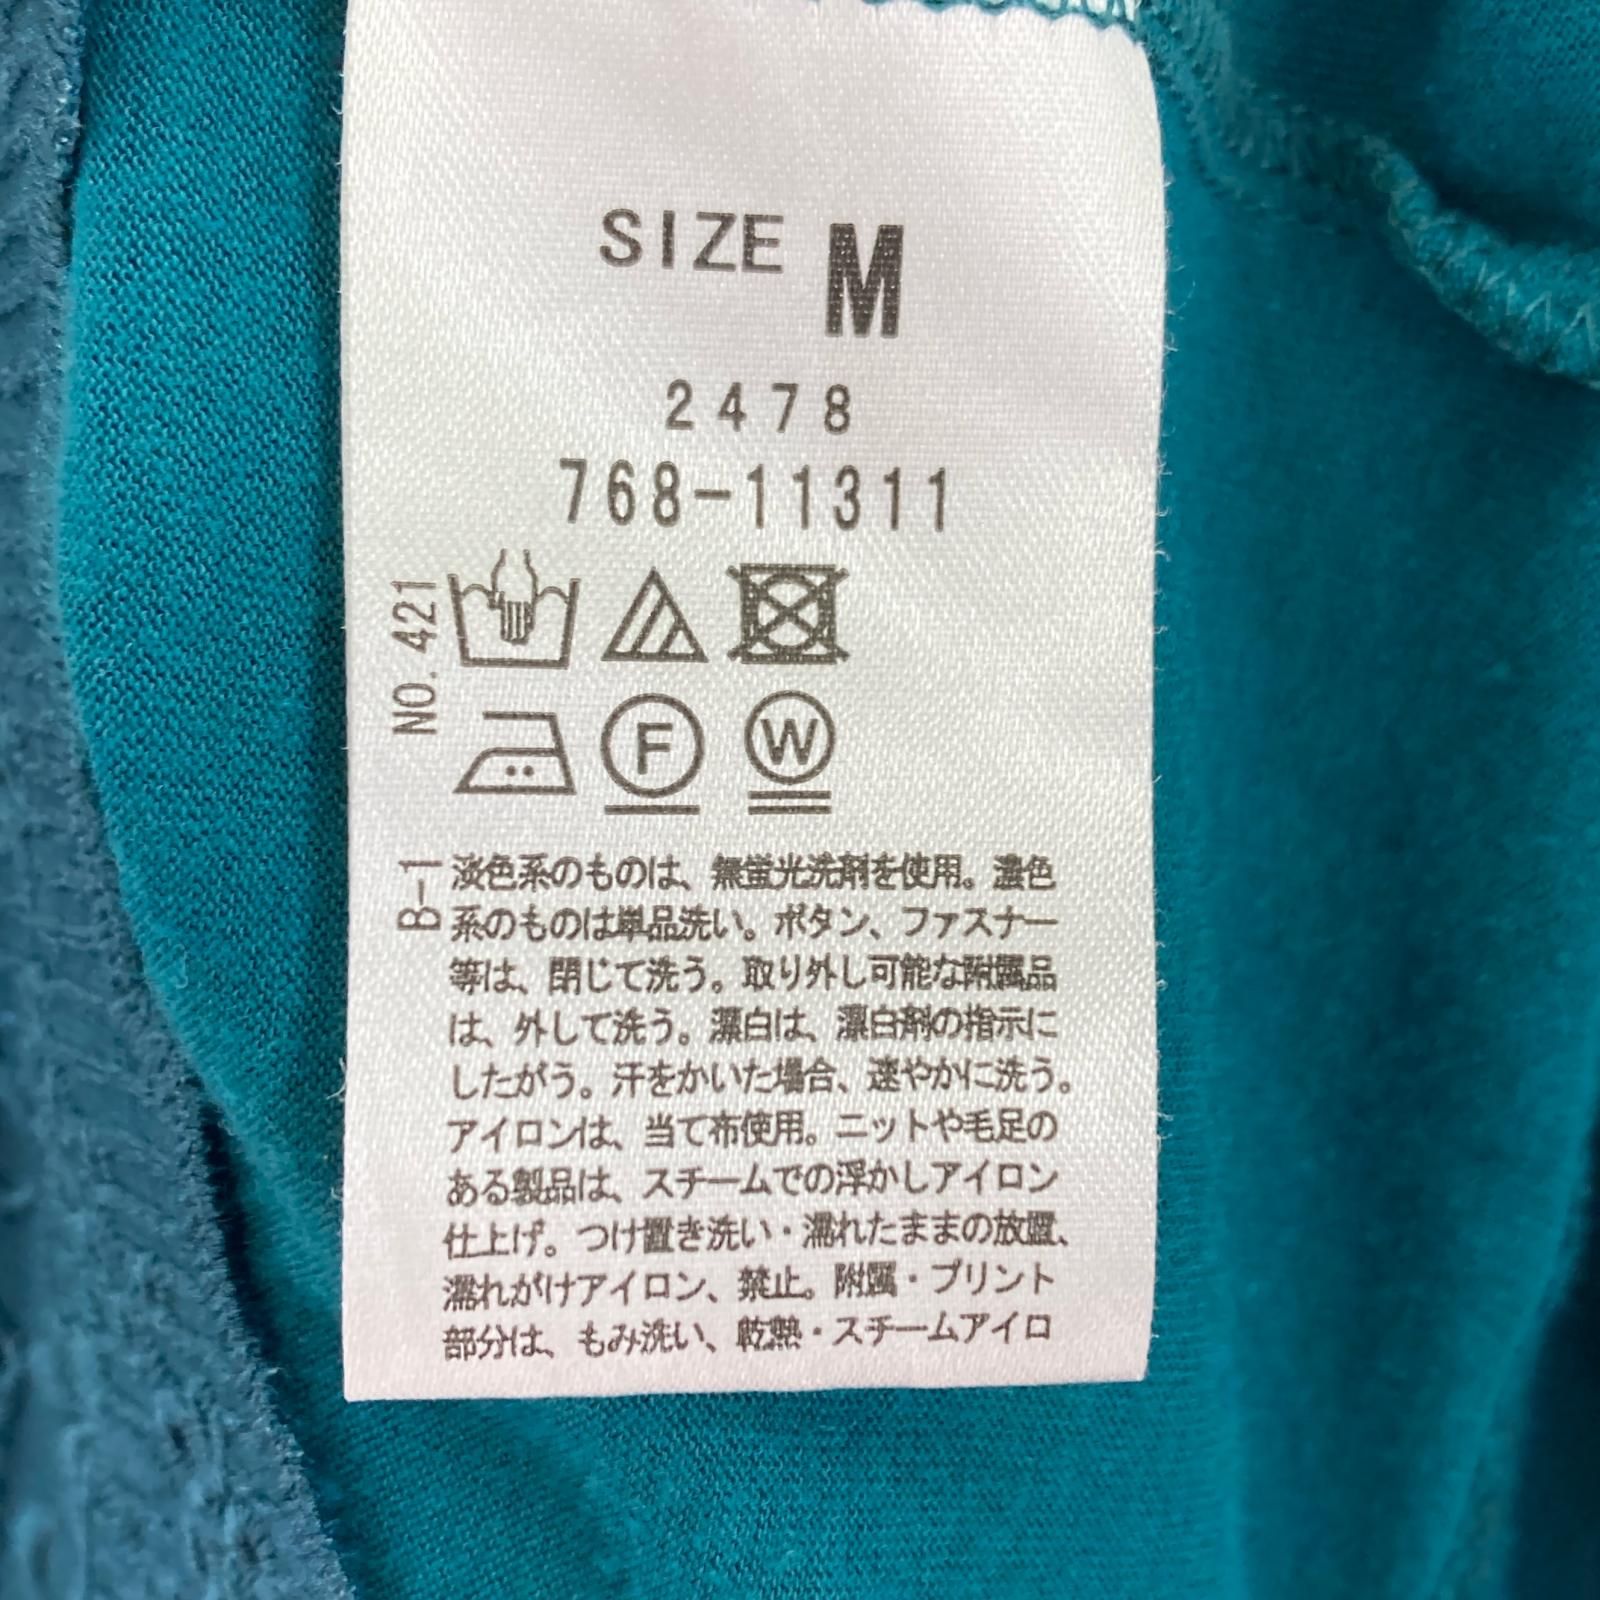 SIZE M
2478
768-11311
NO.421
F
W
B-1
淡色系のものは、無蛍光洗剤を使用。濃色
系のものは単品洗い。ボタン、ファスナー
等は、閉じて洗う。取り外し可能な附属品
は、外して洗う。漂白は、漂白剤の指示に
したがう。汗をかいた場合、速やかに洗う。
アイロンは、当て布使用。ニットや毛足の
ある製品は、スチームでの浮かしアイロン
仕上げ。つけ置き洗い・濡れたままの放置、
濡れがけアイロン、禁止。附属・プリント
部分は、もみ洗い、乾熱・スチームアイロ